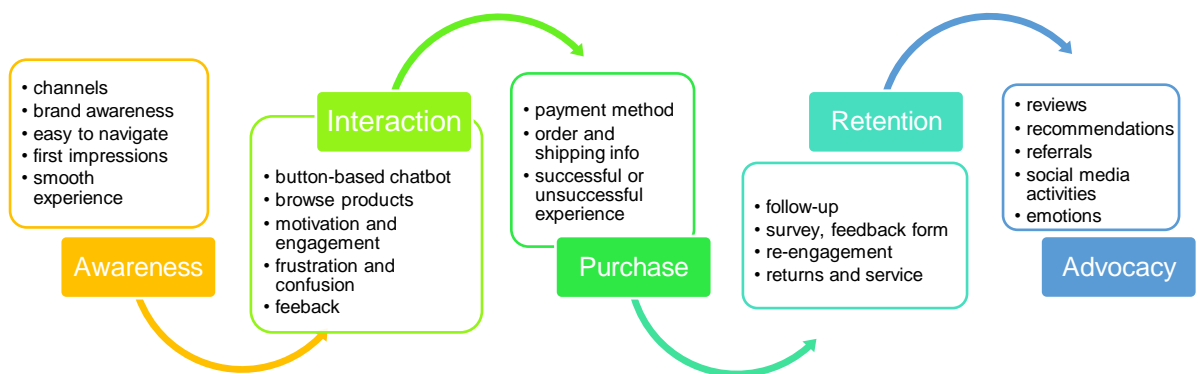 • channels
• brand awareness
• easy to navigate
• first impressions
• smooth
experience
Awareness
Interaction
• button-based chatbot
• browse products
• motivation and
engagement
• frustration and
confusion
• feeback
• payment method
• order and
shipping info
• successful or
unsuccessful
experience
Purchase
Retention
• follow-up
• survey, feedback form
• re-engagement
• returns and service
• reviews
• recommendations
• referrals
• social media
activities
• emotions
Advocacy